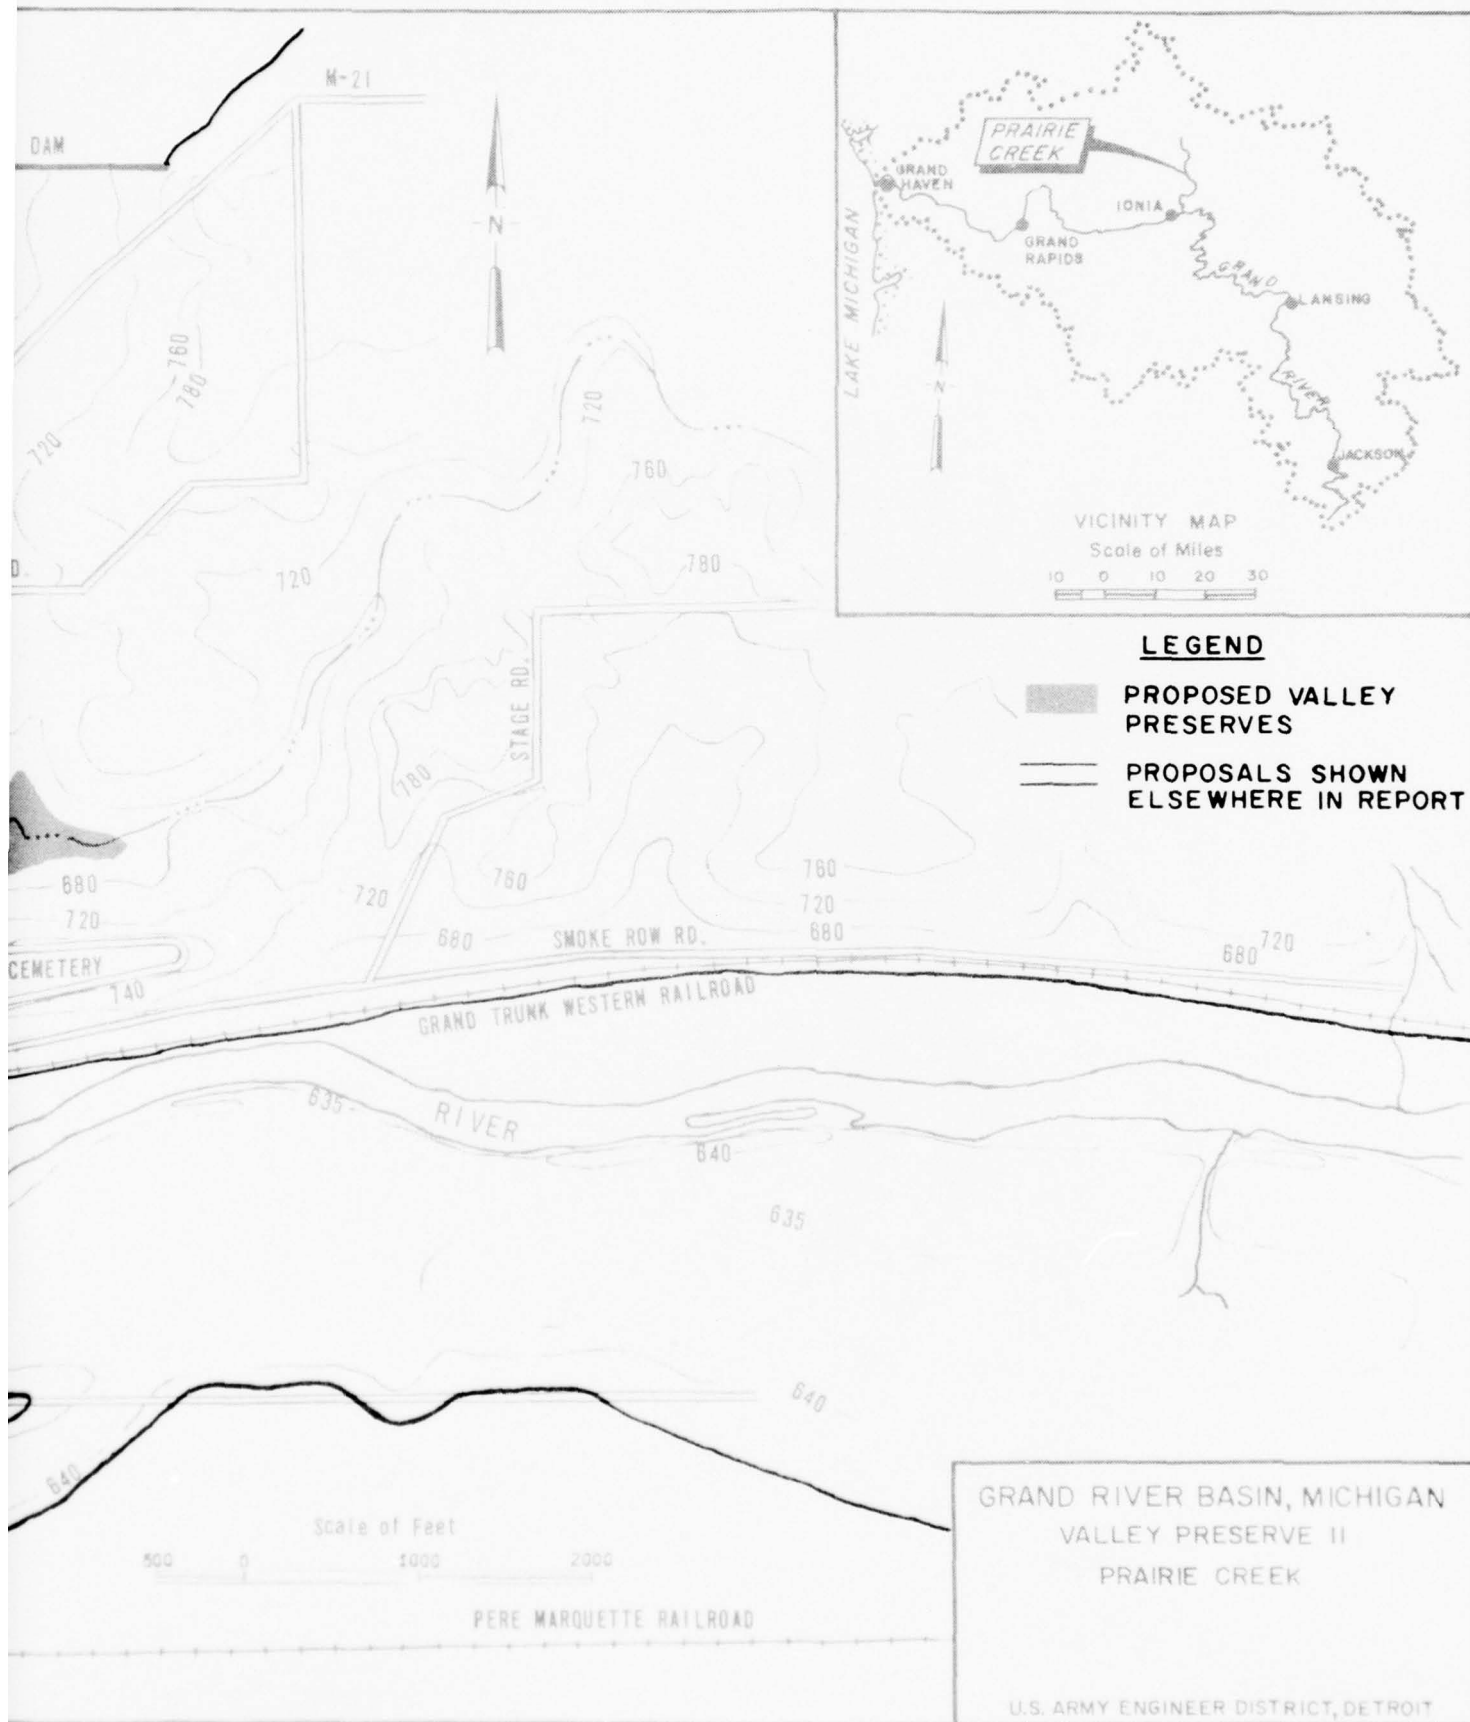 M-21
DAM
N
760
780
720
720
760
720
780
D.
STAGE RD.
780
680
720
CEMETERY
740
720
760
680
SMOKE ROW RD.
760
720
680
680
720
GRAND TRUNK WESTERN RAILROAD
635
RIVER
640
635
640
640
Scale of Feet
500 0 1000 2000
PERE MARQUETTE RAILROAD
PRAIRIE
CREEK
GRAND
HAVEN
IONIA
GRAND
RAPIDS
LAKE MICHIGAN
GRAND
LANSING
RIVER
JACKSON
N
VICINITY MAP
Scale of Miles
10 0 10 20 30
LEGEND
PROPOSED VALLEY
PRESERVES
PROPOSALS SHOWN
ELSEWHERE IN REPORT
GRAND RIVER BASIN, MICHIGAN
VALLEY PRESERVE II
PRAIRIE CREEK
U.S. ARMY ENGINEER DISTRICT, DETROIT